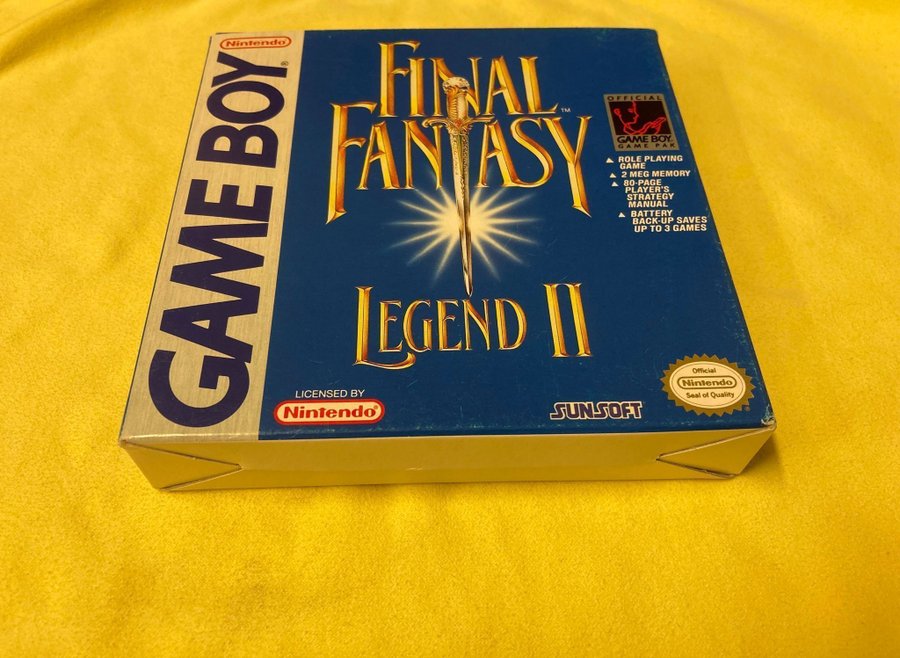 Nintendo
GAME BOY®
FINAL
FANTASY™
LEGEND II
OFFICIAL
GAME BOY
GAME PAK
▲ ROLE PLAYING
GAME
▲ 2 MEG MEMORY
▲ 80-PAGE
PLAYER'S
STRATEGY
MANUAL
▲ BATTERY
BACK-UP SAVES
UP TO 3 GAMES
LICENSED BY
Nintendo
SUNSOFT
Official
Nintendo
Seal of Quality